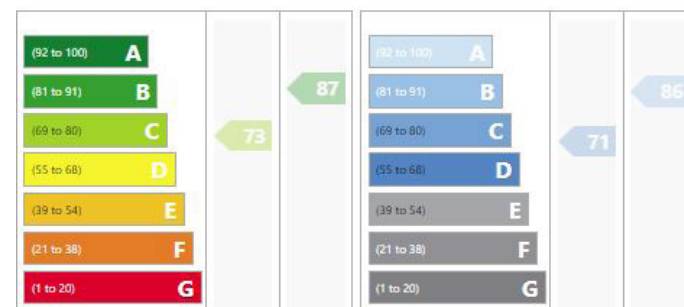 (92 to 100) A
(81 to 91) B
(69 to 80) C
(55 to 68) D
(39 to 54) E
(21 to 38) F
(1 to 20) G
73
87
(92 to 100) A
(81 to 91) B
(69 to 80) C
(55 to 68) D
(39 to 54) E
(21 to 38) F
(1 to 20) G
71
86